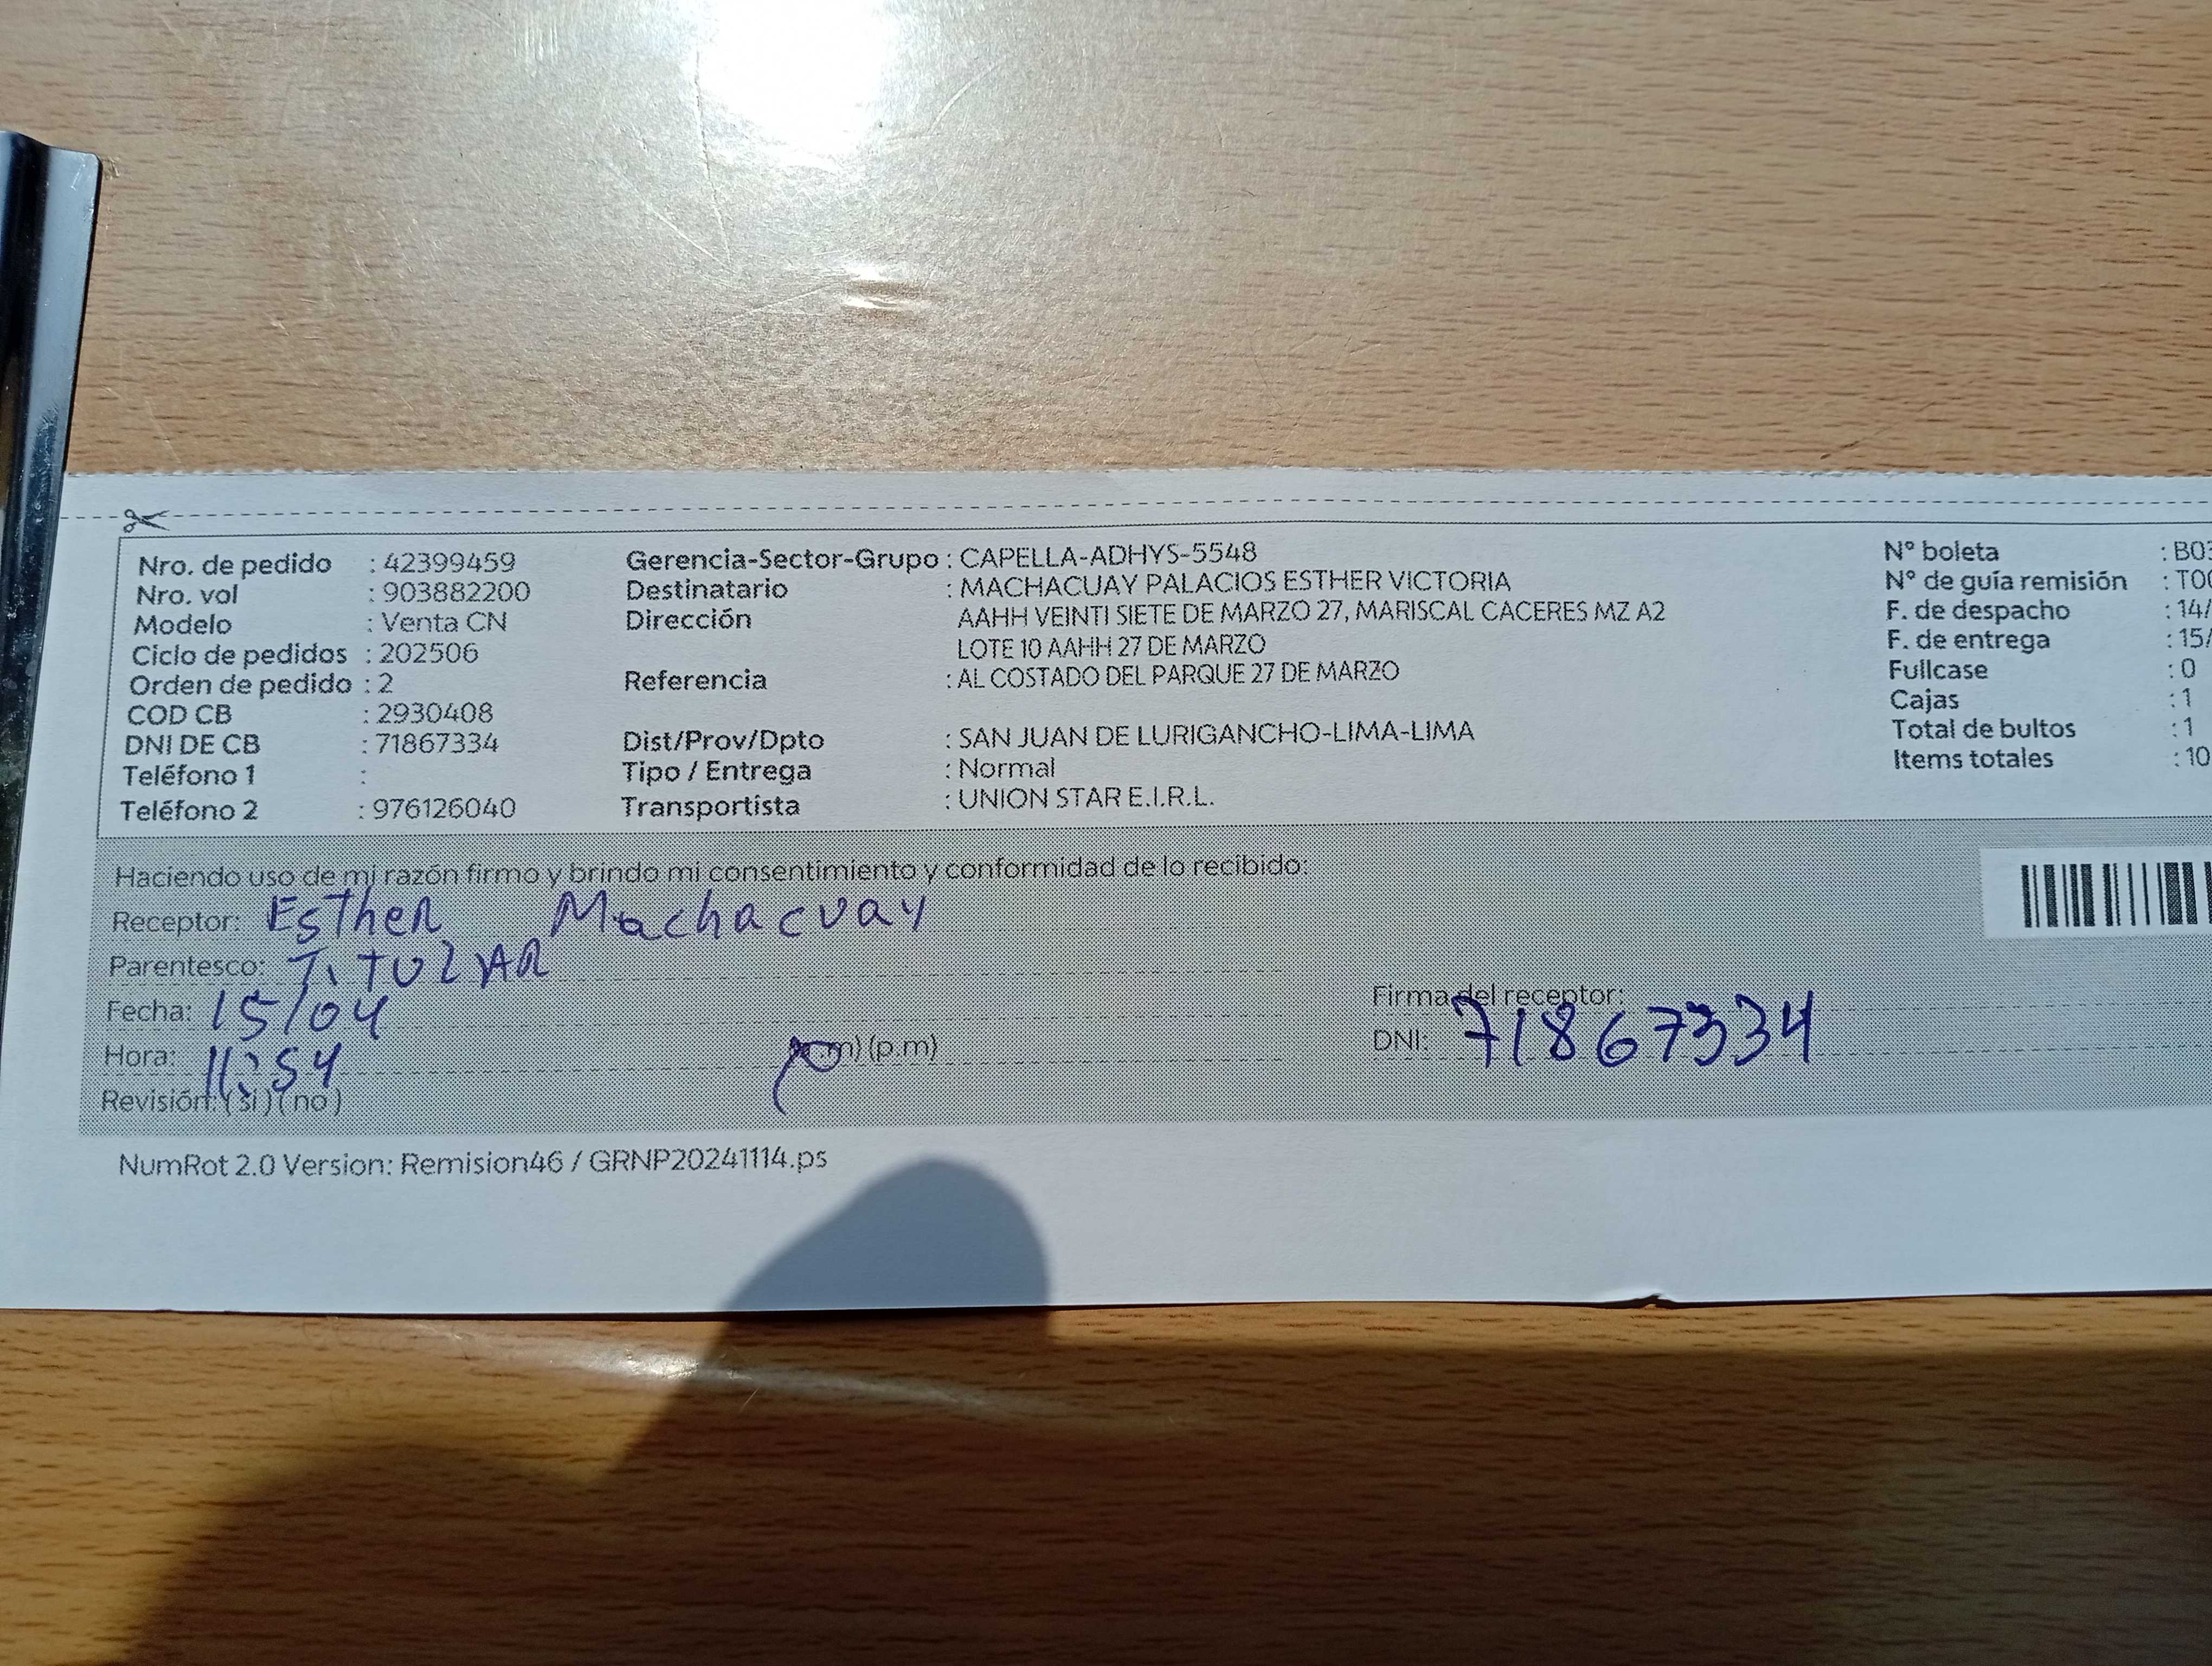 Nro. de pedido : 42399459
Nro. vol : 903882200
Modelo : Venta CN
Ciclo de pedidos : 202506
Orden de pedido : 2
COD CB : 2930408
DNI DE CB : 71867334
Teléfono 1 :
Teléfono 2 : 976126040
Gerencia-Sector-Grupo : CAPELLA-ADHYS-5548
Destinatario : MACHACUAY PALACIOS ESTHER VICTORIA
Dirección AAHH VEINTI SIETE DE MARZO 27, MARISCAL CACERES MZ A2
LOTE 10 AAHH 27 DE MARZO
Referencia : AL COSTADO DEL PARQUE 27 DE MARZO
Dist/Prov/Dpto : SAN JUAN DE LURIGANCHO-LIMA-LIMA
Tipo / Entrega : Normal
Transportista : UNION STAR E.I.R.L.
N° boleta : B03
N° de guía remisión : T00
F. de despacho : 14/
F. de entrega : 15/
Fullcase : 0
Cajas : 1
Total de bultos : 1
Items totales : 10
Haciendo uso de mi razón firmo y brindo mi consentimiento y conformidad de lo recibido:
Receptor: Esther Machacuay
Parentesco: TITULAR
Fecha: 15/04
Hora: 11:54 m) (p.m)
Revisión: (si) (no)
Firma del receptor:
DNI: 71867334
NumRot 2.0 Version: Remision46 / GRNP20241114.ps